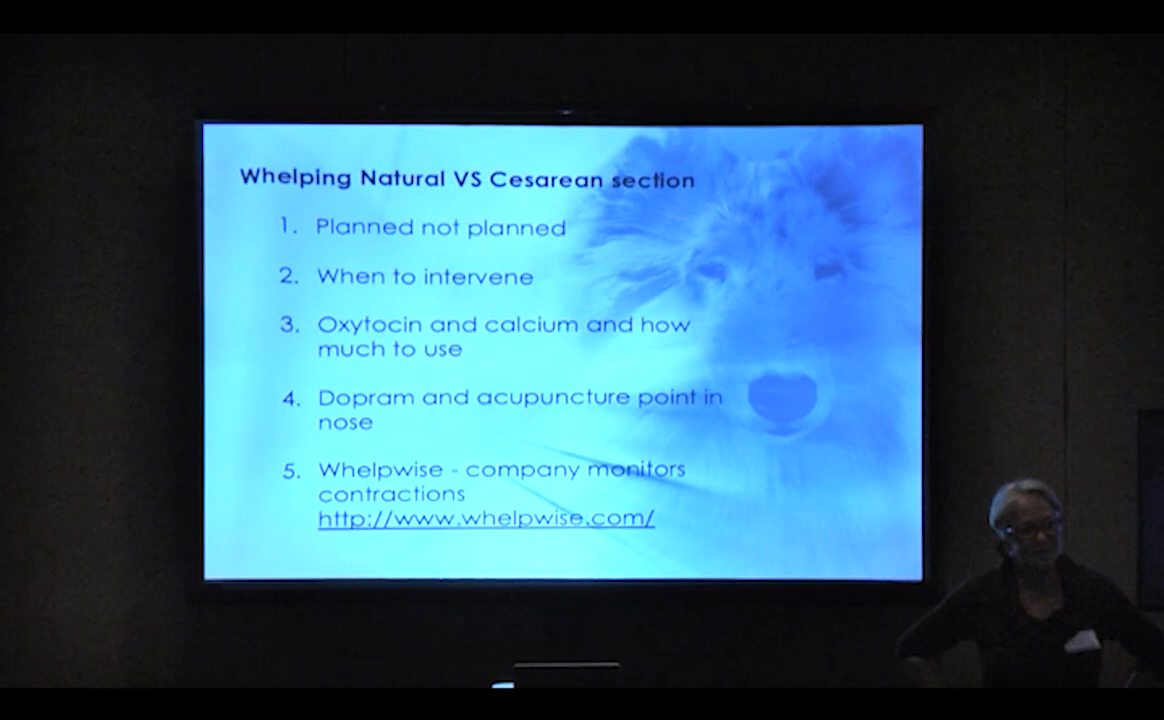 Whelping Natural VS Cesarean section
1. Planned not planned
2. When to intervene
3. Oxytocin and calcium and how
much to use
4. Dopram and acupuncture point in
nose
5. Whelpwise - company monitors
contractions
http://www.whelpwise.com/